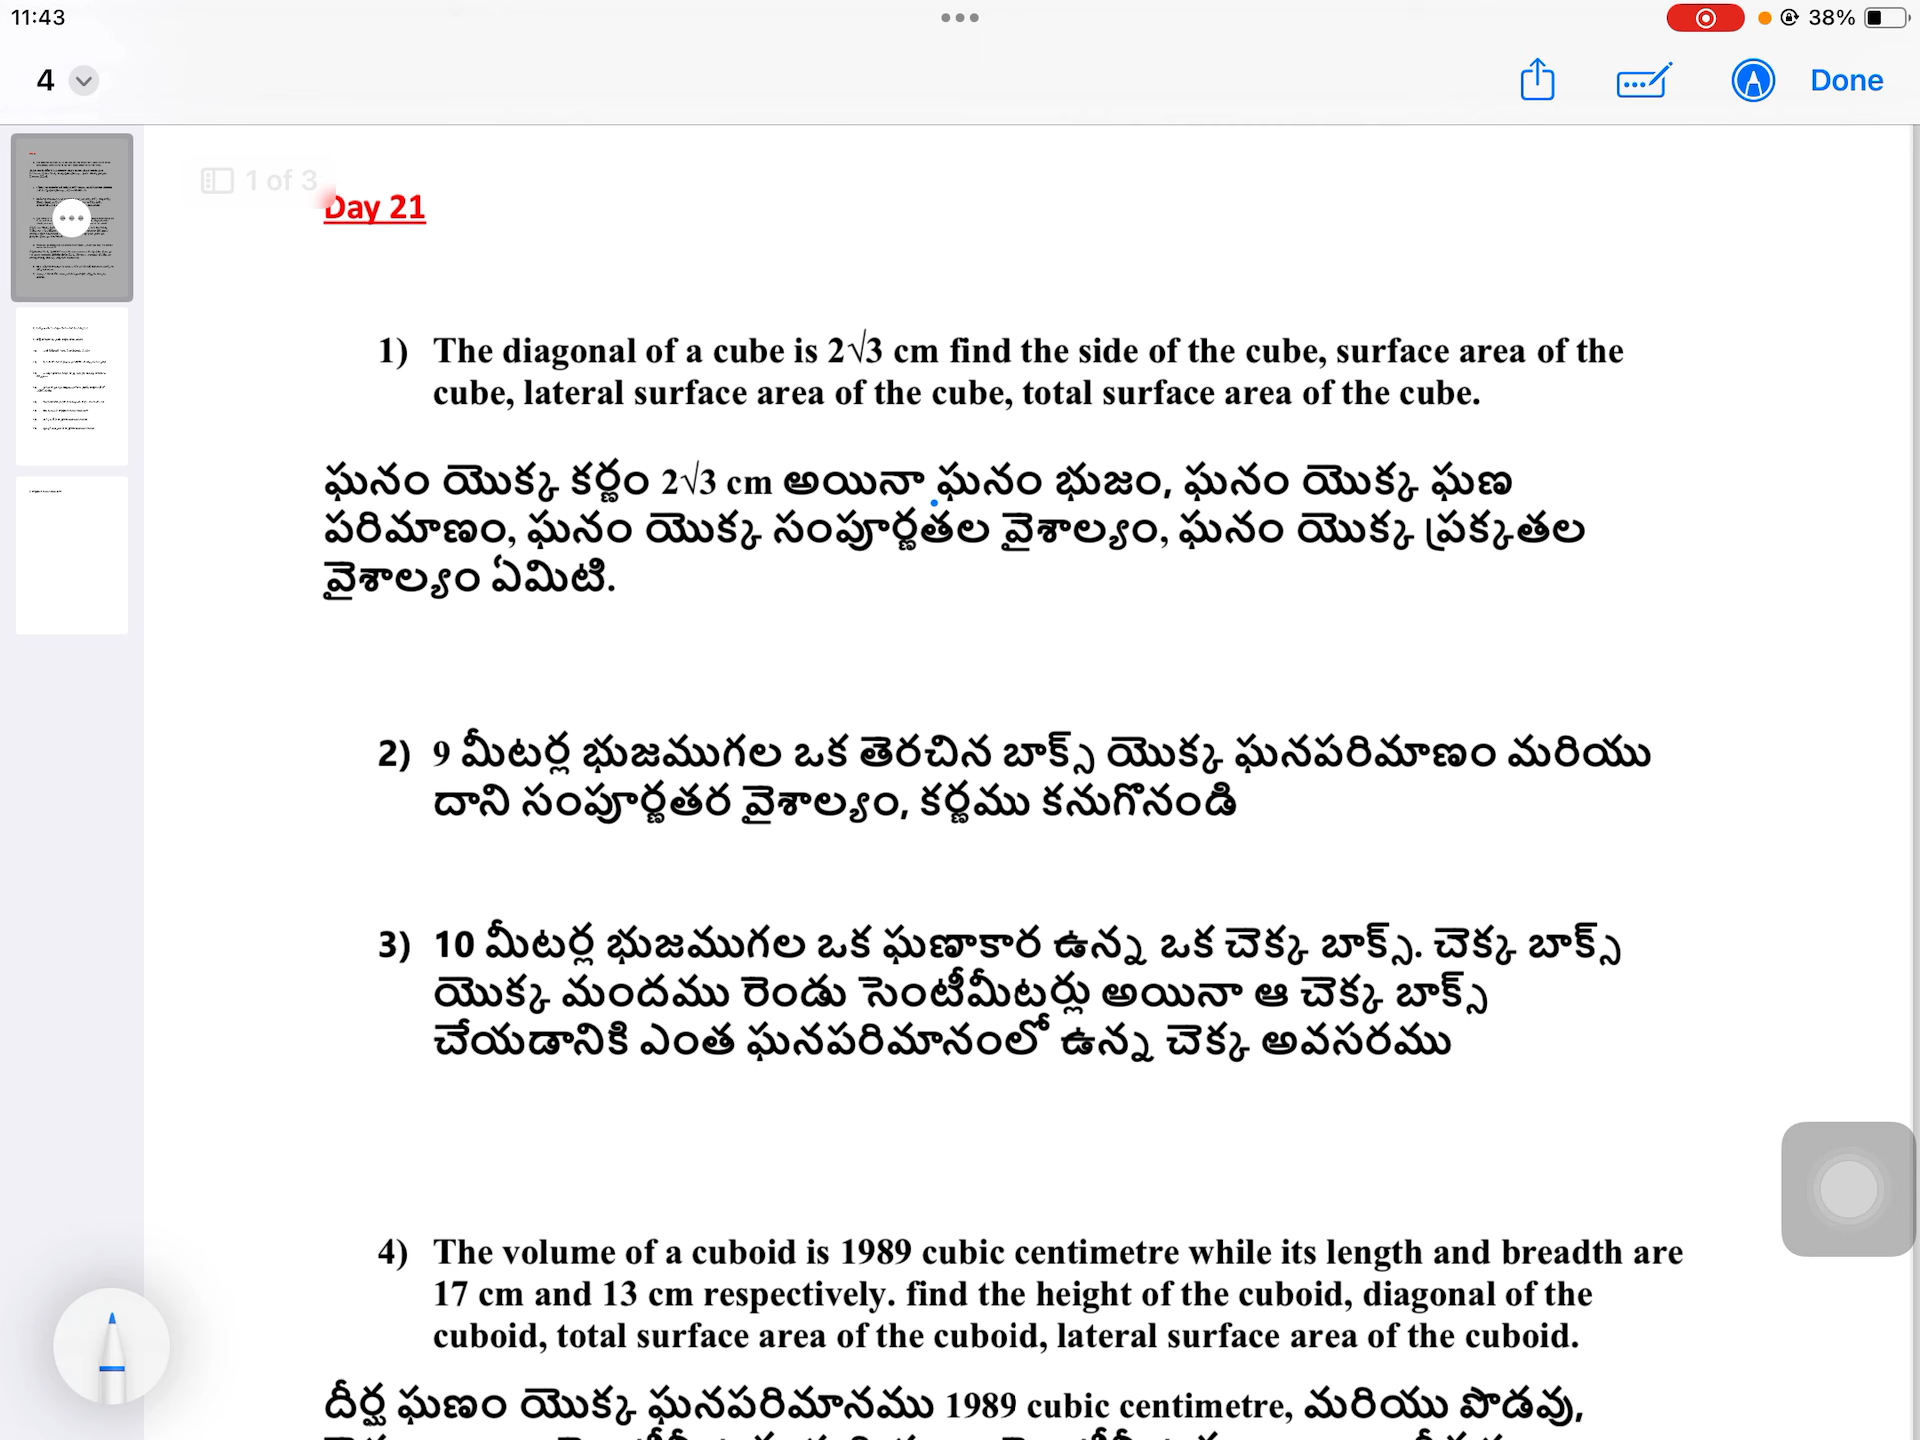 11:43
38%
4
Done
1 of 3
Day 21
1) The diagonal of a cube is 2√3 cm find the side of the cube, surface area of the
cube, lateral surface area of the cube, total surface area of the cube.
ఘనం యొక్క కర్ణం 2√3 cm అయినా ఘనం భుజం, ఘనం యొక్క ఘణ
పరిమాణం, ఘనం యొక్క సంపూర్ణతల వైశాల్యం, ఘనం యొక్క ప్రక్కతల
వైశాల్యం ఏమిటి.
2) 9 మీటర్ల భుజముగల ఒక తెరచిన బాక్స్ యొక్క ఘనపరిమాణం మరియు
దాని సంపూర్ణతర వైశాల్యం, కర్ణము కనుగొనండి
3) 10 మీటర్ల భుజముగల ఒక ఘణాకార ఉన్న ఒక చెక్క బాక్స్. చెక్క బాక్స్
యొక్క మందము రెండు సెంటీమీటర్లు అయినా ఆ చెక్క బాక్స్
చేయడానికి ఎంత ఘనపరిమానంలో ఉన్న చెక్క అవసరము
4) The volume of a cuboid is 1989 cubic centimetre while its length and breadth are
17 cm and 13 cm respectively. find the height of the cuboid, diagonal of the
cuboid, total surface area of the cuboid, lateral surface area of the cuboid.
దీర్ఘ ఘణం యొక్క ఘనపరిమానము 1989 cubic centimetre, మరియు పొడవు,